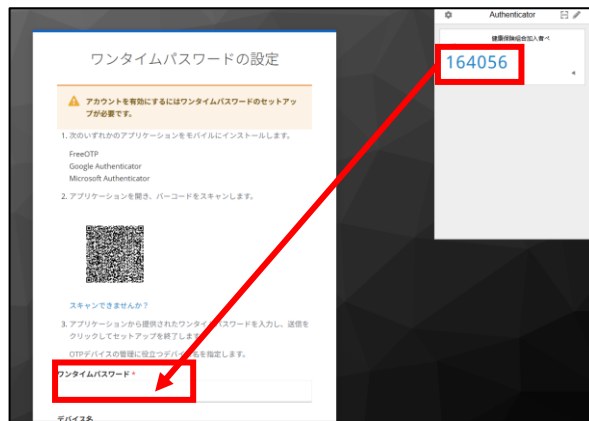 Authenticator
健康保険組合加入者ペ
164056
ワンタイムパスワードの設定
アカウントを有効にするにはワンタイムパスワードのセットアッ
プが必要です。
1. 次のいずれかのアプリケーションをモバイルにインストールします。
FreeOTP
Google Authenticator
Microsoft Authenticator
2. アプリケーションを開き、バーコードをスキャンします。
スキャンできませんか？
3. アプリケーションから提供されたワンタイムパスワードを入力し、送信を
クリックしてセットアップを終了します
OTPデバイスの管理に役立つデバイス名を指定します。
ワンタイムパスワード *
デバイス名